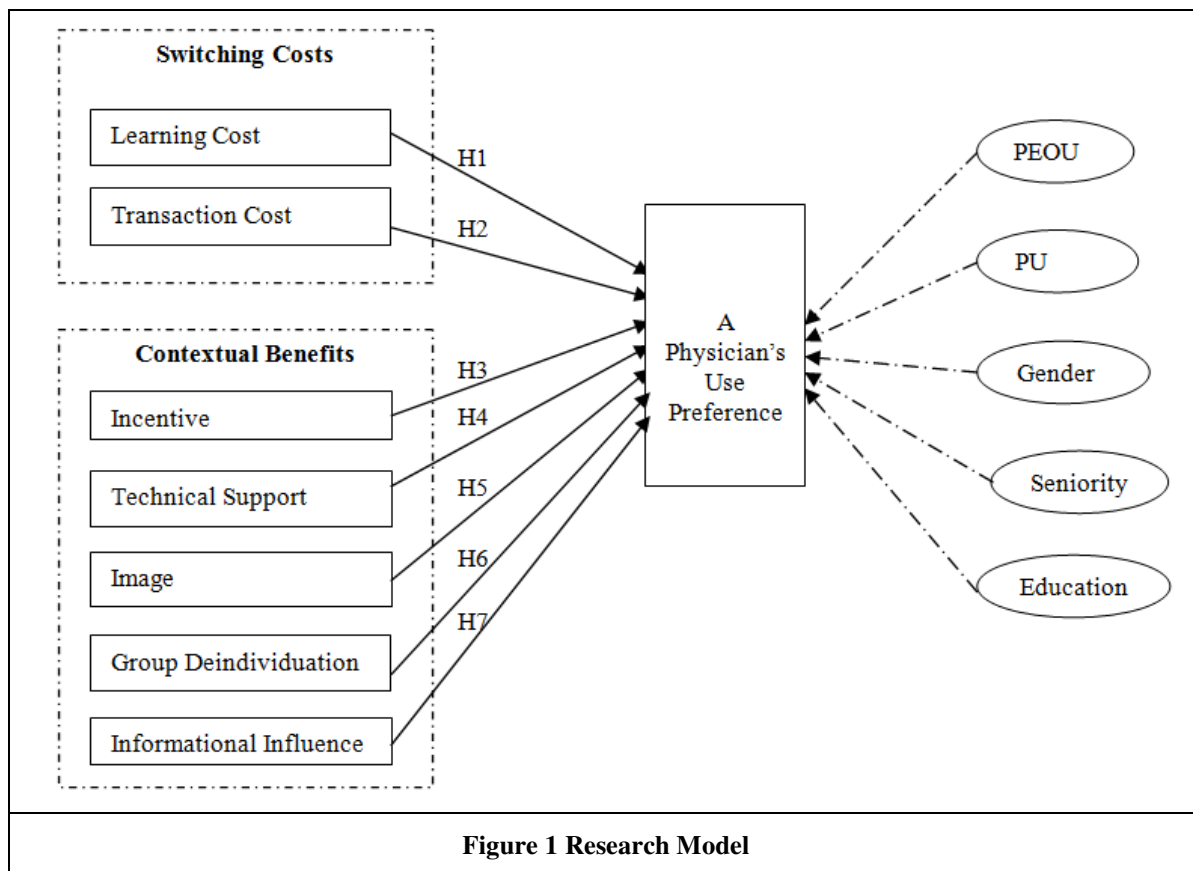 Switching Costs
Learning Cost
Transaction Cost
H1
H2
Contextual Benefits
Incentive
Technical Support
Image
Group Deindividuation
Informational Influence
H3
H4
H5
H6
H7
A
Physician's
Use
Preference
PEOU
PU
Gender
Seniority
Education
Figure 1 Research Model